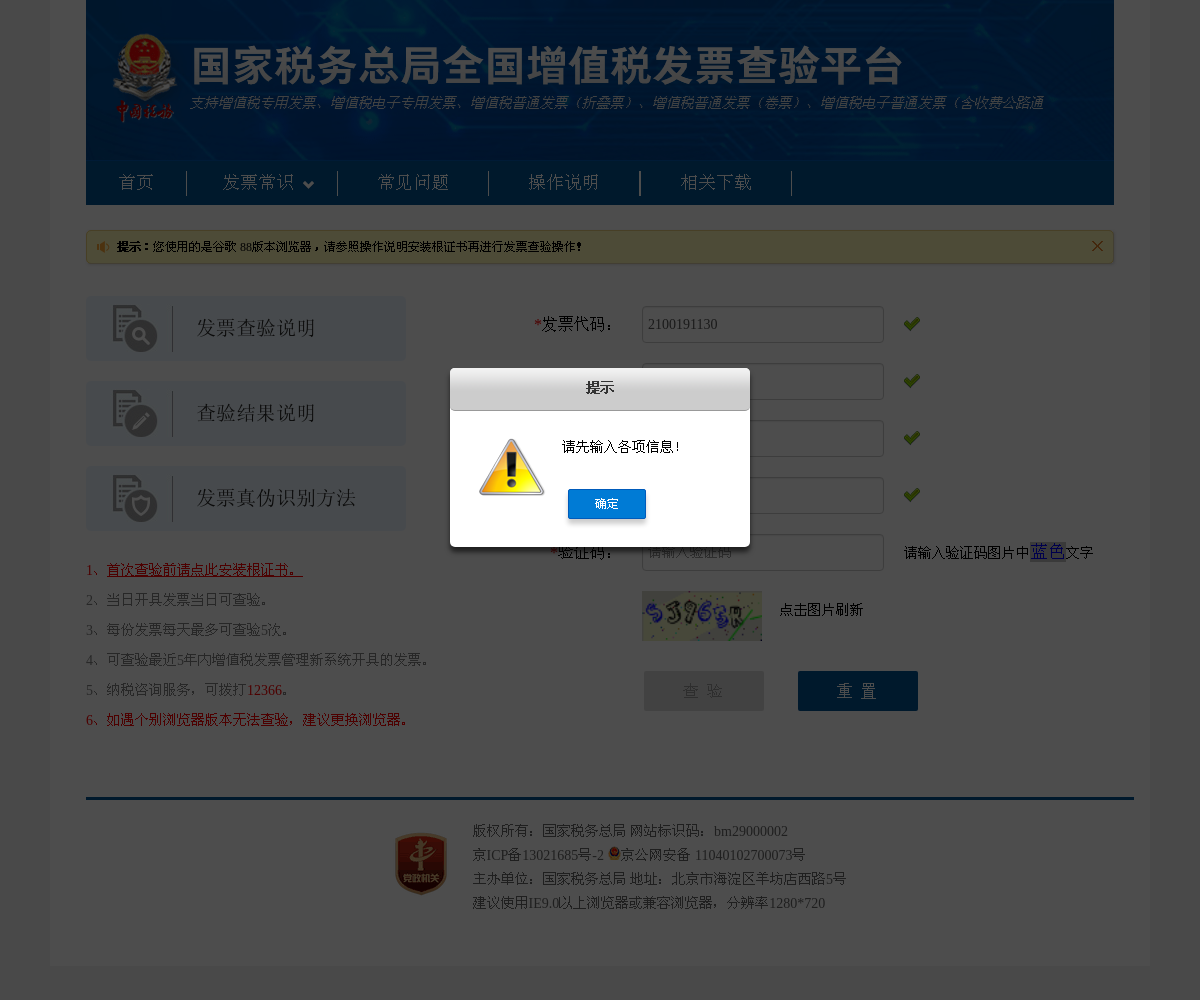 国家税务总局全国增值税发票查验平台
中国税务
支持增值税专用发票、增值税电子专用发票、增值税普通发票（折叠票）、增值税普通发票（卷票）、增值税电子普通发票（含收费公路通
首页 发票常识 常见问题 操作说明 相关下载
提示：您使用的是谷歌 88版本浏览器，请参照操作说明安装根证书再进行发票查验操作!
发票查验说明
查验结果说明
发票真伪识别方法
1、首次查验前请点此安装根证书。
2、当日开具发票当日可查验。
3、每份发票每天最多可查验5次。
4、可查验最近5年内增值税发票管理新系统开具的发票。
5、纳税咨询服务，可拨打12366。
6、如遇个别浏览器版本无法查验，建议更换浏览器。
*发票代码： 2100191130
提示
请先输入各项信息!
确定
*验证码： 请输入验证码 请输入验证码图片中蓝色文字
点击图片刷新
查 验 重 置
党政机关
版权所有：国家税务总局 网站标识码：bm29000002
京ICP备13021685号-2 京公网安备 11040102700073号
主办单位：国家税务总局 地址：北京市海淀区羊坊店西路5号
建议使用IE9.0以上浏览器或兼容浏览器，分辨率1280*720